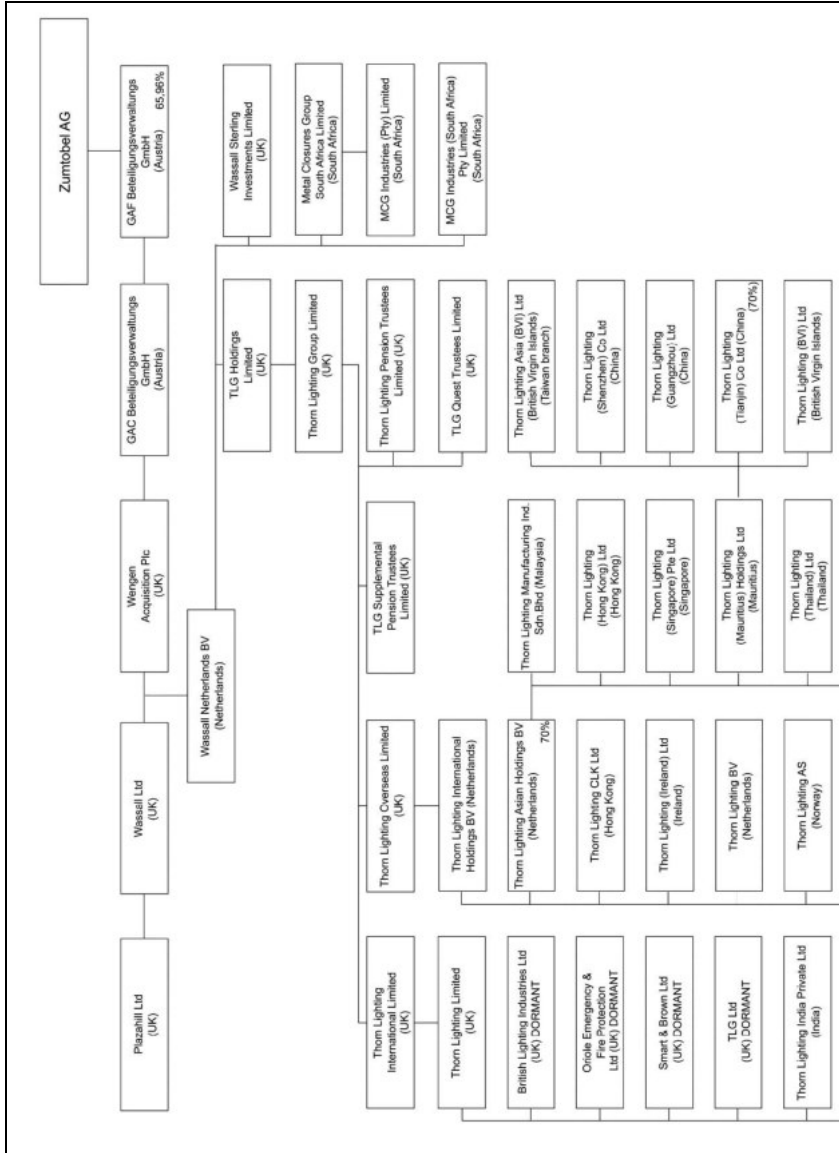 Zumtobel AG
Plazahill Ltd
(UK)
Wassall Ltd
(UK)
Wengen
Acquisition Plc
(UK)
GAC Beteiligungsverwaltungs
GmbH
(Austria)
GAF Beteiligungsverwaltungs
GmbH
(Austria)
65,96%
Wassall Netherlands BV
(Netherlands)
TLG Holdings
Limited
(UK)
Wassall Sterling
Investments Limited
(UK)
Thorn Lighting Group Limited
(UK)
Metal Closures Group
South Africa Limited
(South Africa)
Thorn Lighting
International Limited
(UK)
Thorn Lighting Overseas Limited
(UK)
TLG Supplemental
Pension Trustees
Limited (UK)
Thorn Lighting Pension Trustees
Limited (UK)
MCG Industries (Pty) Limited
(South Africa)
Thorn Lighting Limited
(UK)
Thorn Lighting International
Holdings BV (Netherlands)
TLG Quest Trustees Limited
(UK)
MCG Industries (South Africa)
Pty Limited
(South Africa)
British Lighting Industries Ltd
(UK) DORMANT
Thorn Lighting Asian Holdings BV
(Netherlands)
70%
Thorn Lighting Manufacturing Ind.
Sdn.Bhd (Malaysia)
Thorn Lighting Asia (BVI) Ltd
(British Virgin Islands)
(Taiwan branch)
Oriole Emergency &
Fire Protection
Ltd (UK) DORMANT
Thorn Lighting CLK Ltd
(Hong Kong)
Thorn Lighting
(Hong Kong) Ltd
(Hong Kong)
Thorn Lighting
(Shenzhen) Co Ltd
(China)
Smart & Brown Ltd
(UK) DORMANT
Thorn Lighting (Ireland) Ltd
(Ireland)
Thorn Lighting
(Singapore) Pte Ltd
(Singapore)
Thorn Lighting
(Guangzhou; Ltd
(China)
TLG Ltd
(UK) DORMANT
Thorn Lighting BV
(Netherlands)
Thorn Lighting
(Mauritius) Holdings Ltd
(Mauritius)
Thorn Lighting
(Tianjin) Co Ltd (China)
(70%)
Thorn Lighting India Private Ltd
(India)
Thorn Lighting AS
(Norway)
Thorn Lighting
(Thailand) Ltd
(Thailand)
Thorn Lighting (BVI) Ltd
(British Virgin Islands)